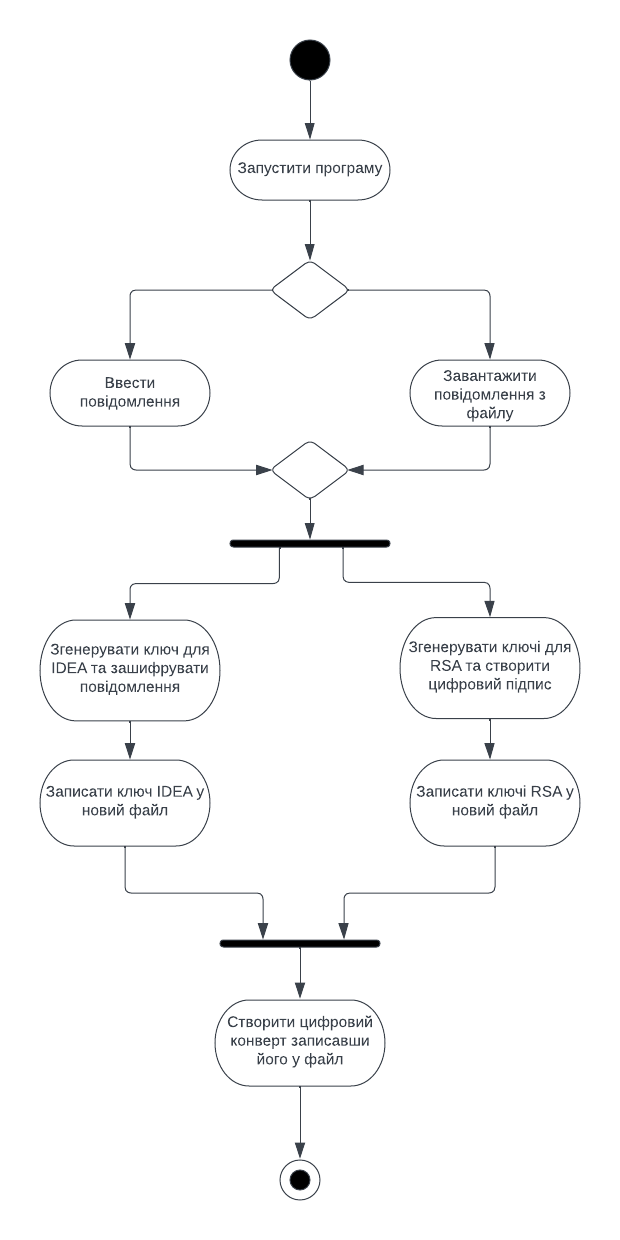 Запустити програму
Ввести
повідомлення
Завантажити
повідомлення з
файлу
Згенерувати ключ для
IDEA та зашифрувати
повідомлення
Згенерувати ключі для
RSA та створити
цифровий підпис
Записати ключ IDEA у
новий файл
Записати ключі RSA у
новий файл
Створити цифровий
конверт записавши
його у файл